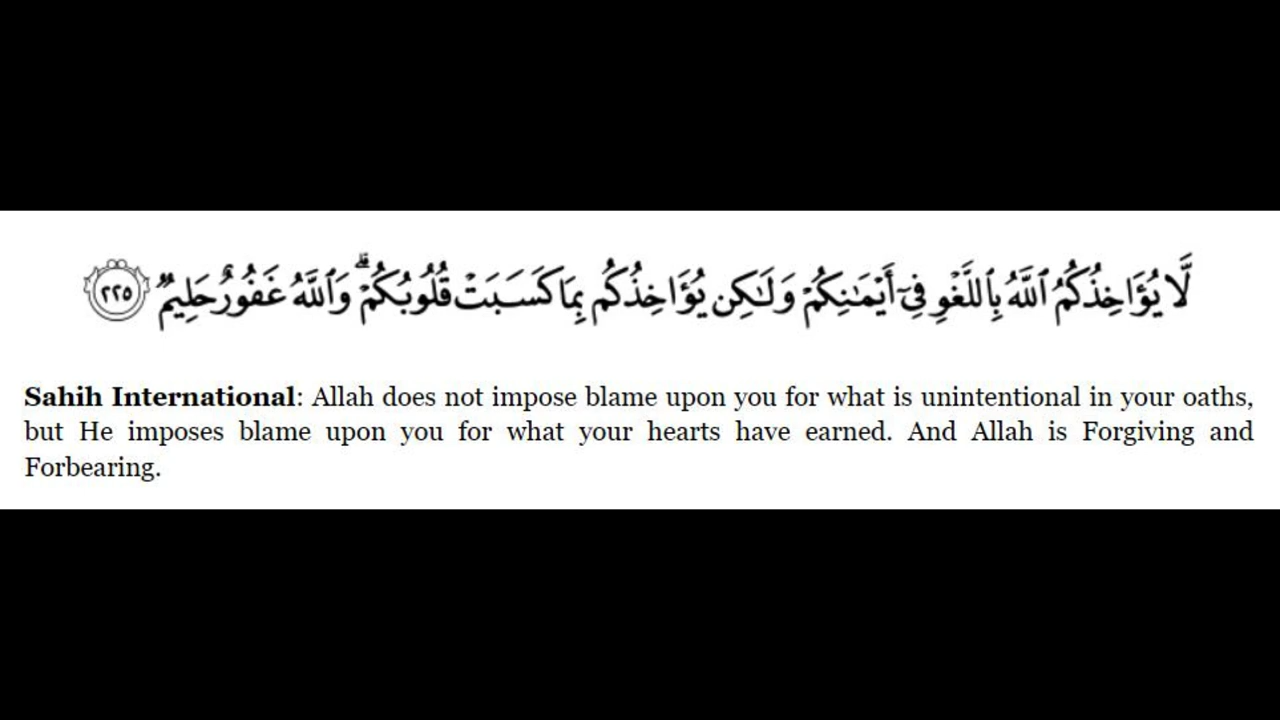 لَّا يُؤَاخِذُكُمُ ٱللَّهُ بِٱللَّغْوِ فِىٓ أَيْمَٰنِكُمْ وَلَٰكِن يُؤَاخِذُكُم بِمَا كَسَبَتْ قُلُوبُكُمْ ۗ وَٱللَّهُ غَفُورٌ حَلِيمٌ ٢٢٥
Sahih International: Allah does not impose blame upon you for what is unintentional in your oaths,
but He imposes blame upon you for what your hearts have earned. And Allah is Forgiving and
Forbearing.